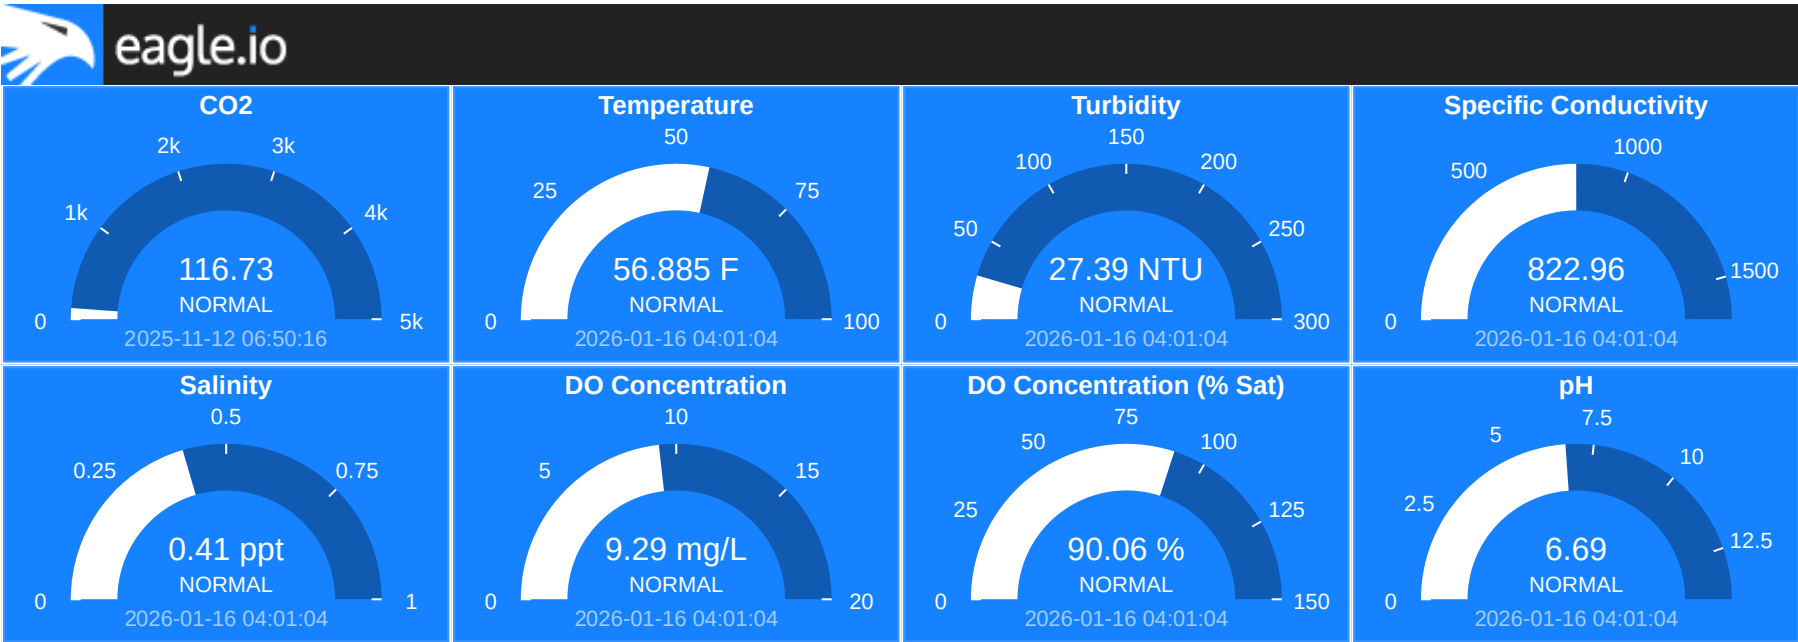 eagle.io
CO2
0
1k
2k
3k
4k
5k
116.73
NORMAL
2025-11-12 06:50:16
Temperature
0
25
50
75
100
56.885 F
NORMAL
2026-01-16 04:01:04
Turbidity
0
50
100
150
200
250
300
27.39 NTU
NORMAL
2026-01-16 04:01:04
Specific Conductivity
0
500
1000
1500
822.96
NORMAL
2026-01-16 04:01:04
Salinity
0
0.25
0.5
0.75
1
0.41 ppt
NORMAL
2026-01-16 04:01:04
DO Concentration
0
5
10
15
20
9.29 mg/L
NORMAL
2026-01-16 04:01:04
DO Concentration (% Sat)
0
25
50
75
100
125
150
90.06 %
NORMAL
2026-01-16 04:01:04
pH
0
2.5
5
7.5
10
12.5
6.69
NORMAL
2026-01-16 04:01:04